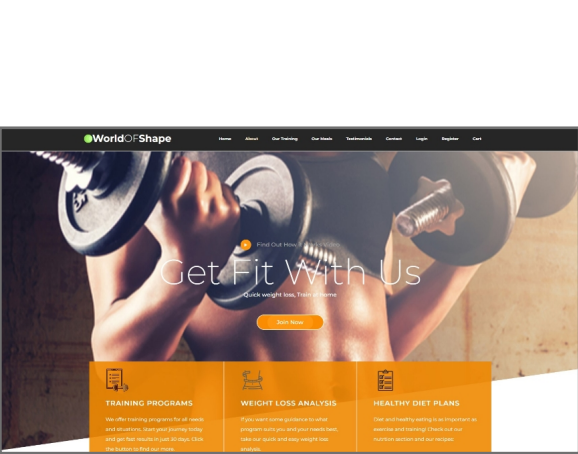 WorldOFShape
Home About Our Training Our Meals Testimonials Contact Login Register Cart
Find Out How
Get Fit With Us
Quick weight loss, Train at Home
Join Now
TRAINING PROGRAMS
We offer training programs for all needs
and situations. Start your journey today
and get fast results in just 30 days. Click
the button to find our more.
WEIGHT LOSS ANALYSIS
If you want some guidance to what
program suits you and your needs best,
take our quick and easy weight loss
analysis.
HEALTHY DIET PLANS
Diet and healthy eating is as important as
exercise and training! Check out our
nutrition section and our recipes.